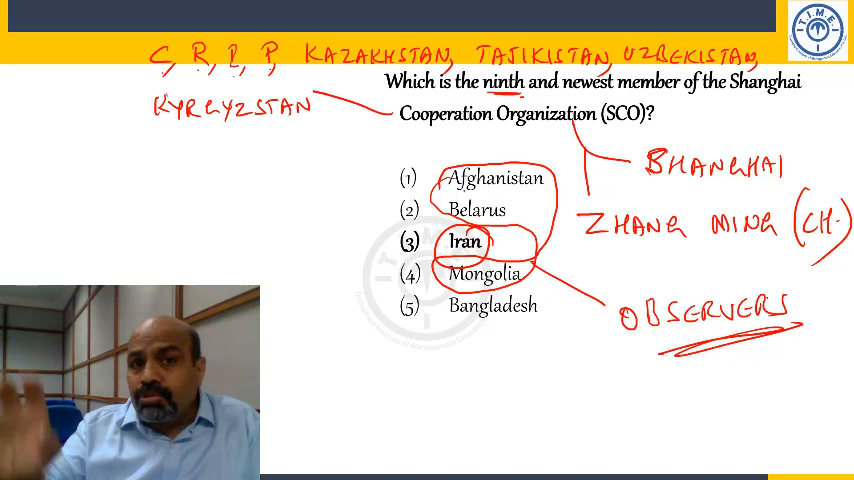 T.I.M.E.
C, R, I, P, KAZAKHSTAN, TAJIKISTAN, UZBEKISTAN,
KYRGYZSTAN
Which is the ninth and newest member of the Shanghai
Cooperation Organization (SCO)?
SHANGHAI
ZHANG MING (CH.)
(1) Afghanistan
(2) Belarus
(3) Iran
(4) Mongolia
(5) Bangladesh
OBSERVERS